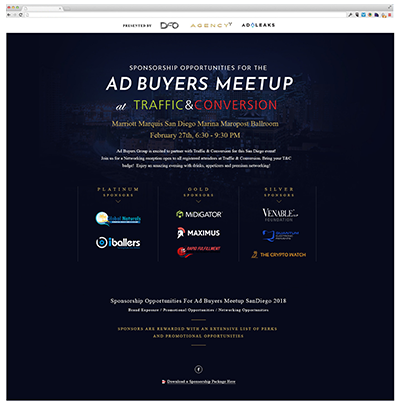 PRESENTED BY DFO AGENCY AD LEAKS
SPONSORSHIP OPPORTUNITIES FOR THE
AD BUYERS MEETUP
at TRAFFIC&CONVERSION
Marriott Marquis San Diego Marina Maropost Ballroom
February 27th, 6:30 - 9:30 PM
Ad Buyers Group is excited to partner with Traffic & Conversion for this San Diego event!
Join us for a Networking reception open to all registered attendees at Traffic & Conversion. Bring your T&C
badge! Enjoy an amazing evening with drinks, appetizers and premium networking!
PLATINUM
SPONSORS
Global Naturals
iballers
GOLD
SPONSORS
MiDiGATOR
MAXIMUS
RAPID FULFILLMENT
SILVER
SPONSORS
VENABLE LLP
FOUNDATION
THE CRYPTO WATCH
Sponsorship Opportunities For Ad Buyers Meetup SanDiego 2018
Brand Exposure / Promotional Opportunities / Networking Opportunities
SPONSORS ARE REWARDED WITH AN EXTENSIVE LIST OF PERKS
AND PROMOTIONAL OPPORTUNITIES
f
Download a Sponsorship Package Here